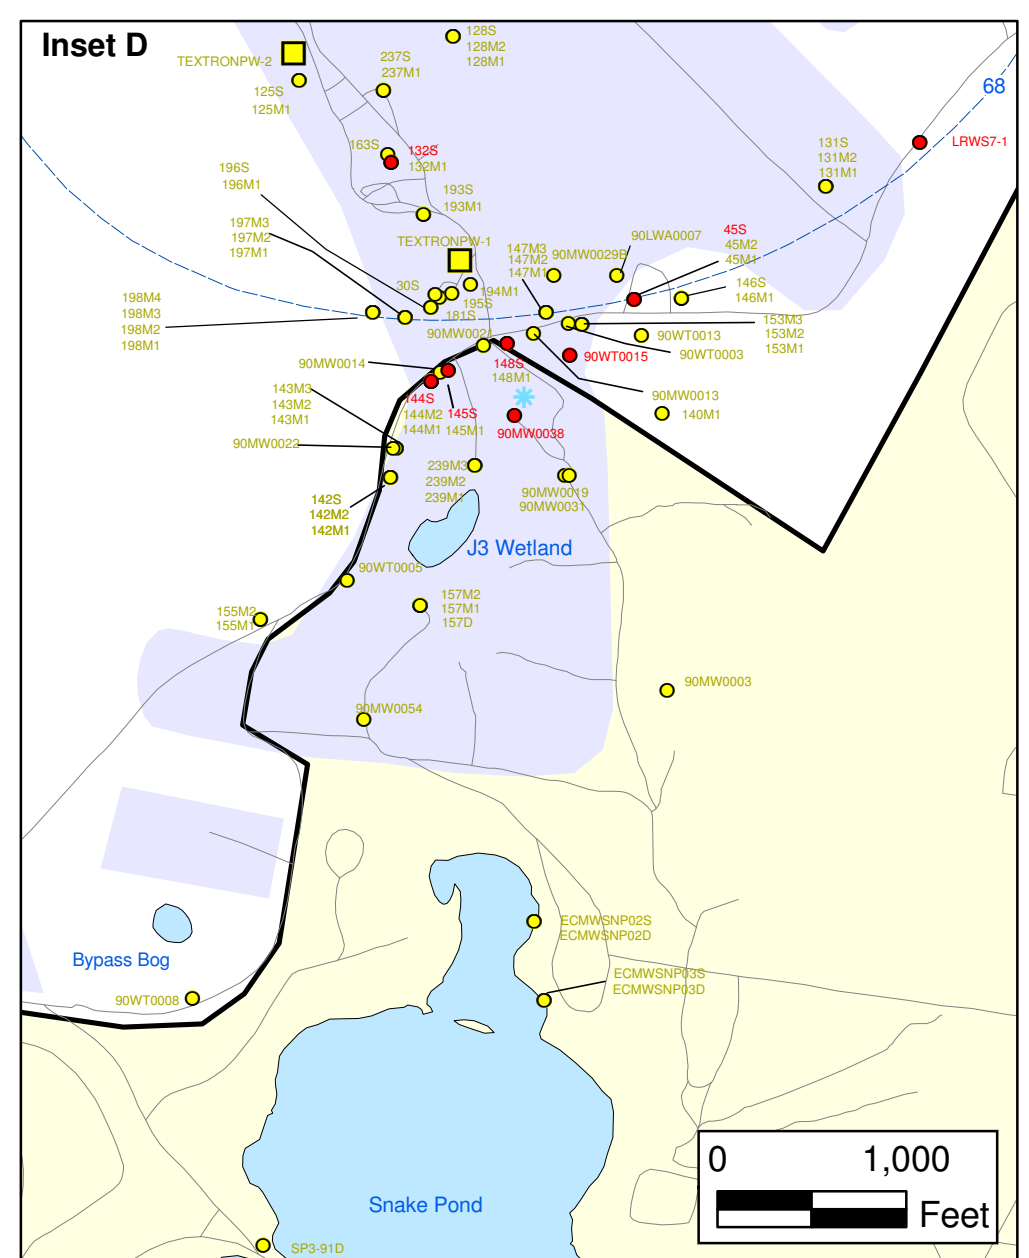 Inset D
128S
128M2
128M1
TEXTRONPW-2
237S
237M1
68
125S
125M1
163S
132S
132M1
131S
131M2
131M1
LRWS7-1
196S
196M1
193S
193M1
197M3
197M2
197M1
TEXTRONPW-1
147M3
147M2
147M1
90MW0029B
90LWA0007
45S
45M2
45M1
30S
194M1
195S
181S
146S
146M1
198M4
198M3
198M2
198M1
90MW0021
153M3
153M2
153M1
90WT0013
90WT0003
90WT0015
90MW0014
148S
148M1
143M3
143M2
143M1
144S
144M2
144M1
145S
145M1
90MW0013
140M1
90MW0022
90MW0038
239M3
239M2
239M1
90MW0019
90MW0031
142S
142M2
142M1
J3 Wetland
90WT0005
157M2
157M1
157D
155M2
155M1
90MW0003
90MW0054
ECMWSNP02S
ECMWSNP02D
Bypass Bog
ECMWSNP03S
ECMWSNP03D
90WT0008
0 1,000
Feet
Snake Pond
SP3-91D